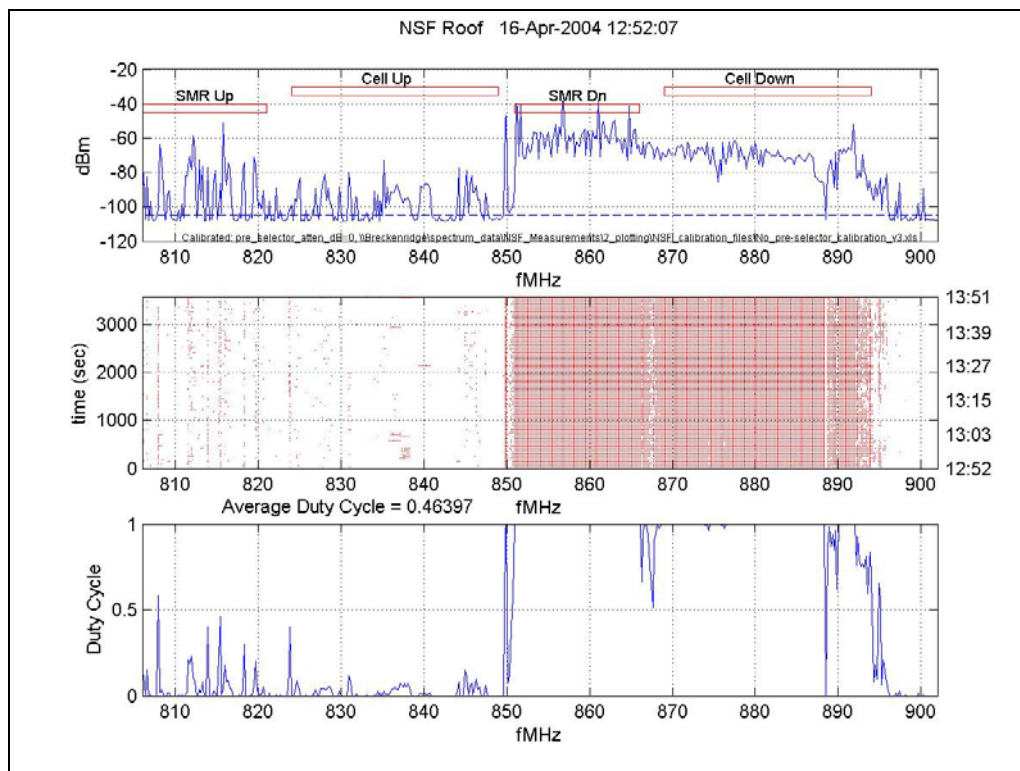 NSF Roof 16-Apr-2004 12:52:07
-20
-40
-60
-80
-100
-120
dBm
SMR Up
Cell Up
SMR Dn
Cell Down
Calibrated: pre_selector_atten_dB=0, \\Breckenridge\spectrum_data\NSF_Measurements\2_plotting\NSF_calibration_files\No_pre-selector_calibration_v3.xls
810 820 830 840 850 860 870 880 890 900
fMHz
3000
2000
1000
0
time (sec)
13:51
13:39
13:27
13:15
13:03
12:52
810 820 830 840 850 860 870 880 890 900
fMHz
Average Duty Cycle = 0.46397
1
0.5
0
Duty Cycle
810 820 830 840 850 860 870 880 890 900
fMHz